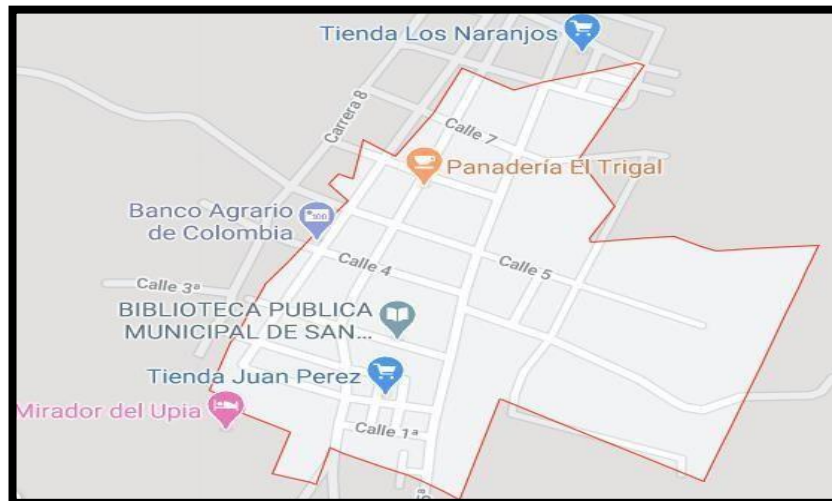 Tienda Los Naranjos
Carrera 8
Calle 7
Panadería El Trigal
Banco Agrario
de Colombia
Calle 5
Calle 4
Calle 3ª
BIBLIOTECA PUBLICA
MUNICIPAL DE SAN...
Tienda Juan Perez
Mirador del Upia
Calle 1ª